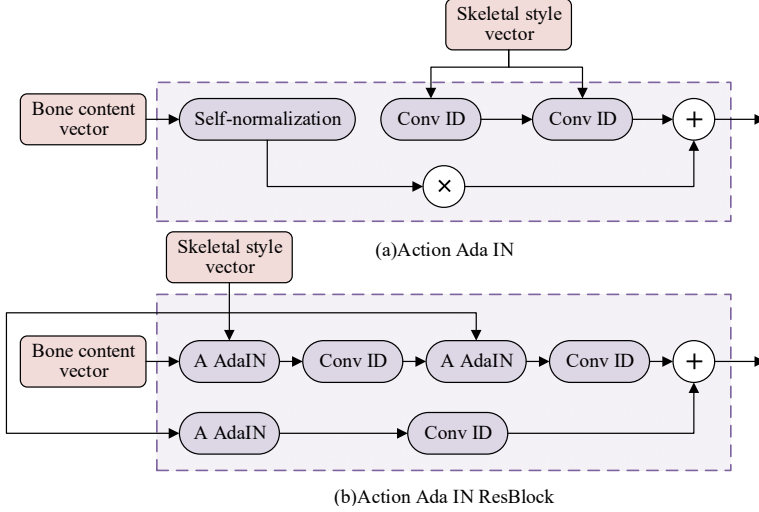 Skeletal style
vector
Bone content
vector
Self-normalization
Conv ID
Conv ID
+
×
(a)Action Ada IN
Skeletal style
vector
Bone content
vector
A AdaIN
Conv ID
A AdaIN
Conv ID
+
A AdaIN
Conv ID
(b)Action Ada IN ResBlock